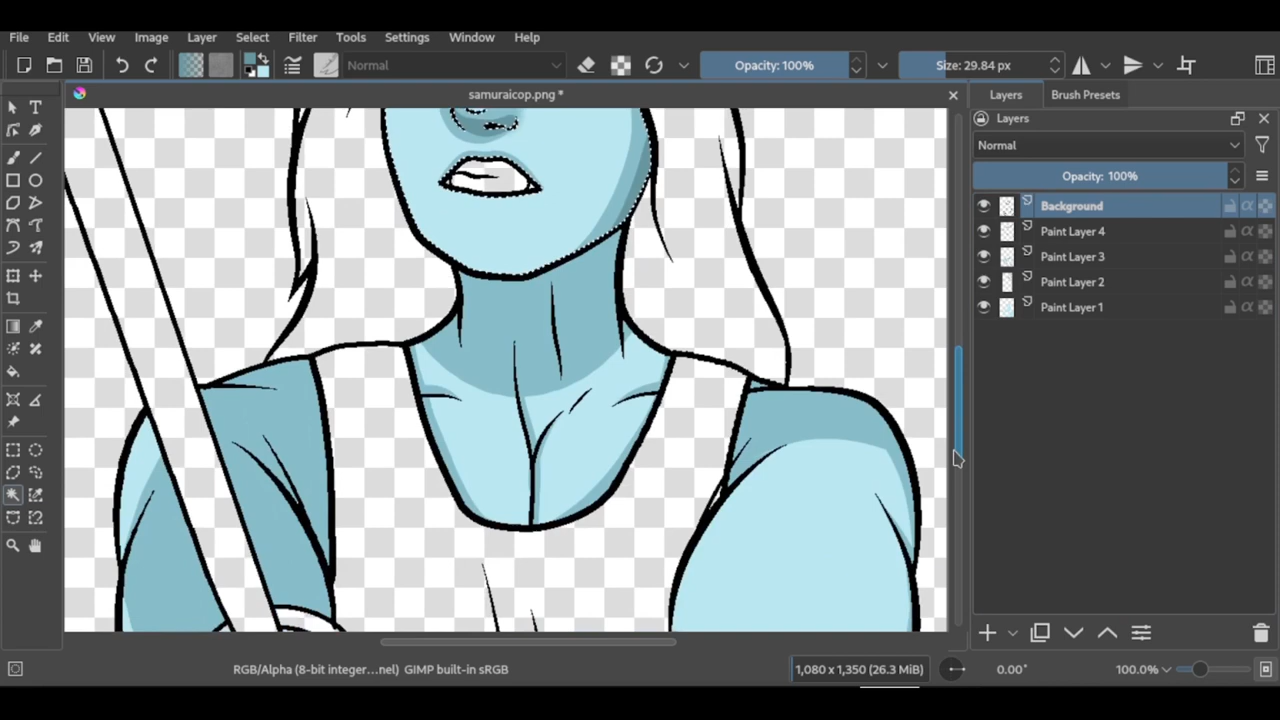 File Edit View Image Layer Select Filter Tools Settings Window Help
Normal Opacity: 100% Size: 29.84 px
samuraicop.png *
Layers Brush Presets
Layers
Normal
Opacity: 100%
Background
Paint Layer 4
Paint Layer 3
Paint Layer 2
Paint Layer 1
RGB/Alpha (8-bit integer...nel) GIMP built-in sRGB 1,080 x 1,350 (26.3 MiB) 0.00° 100.0%